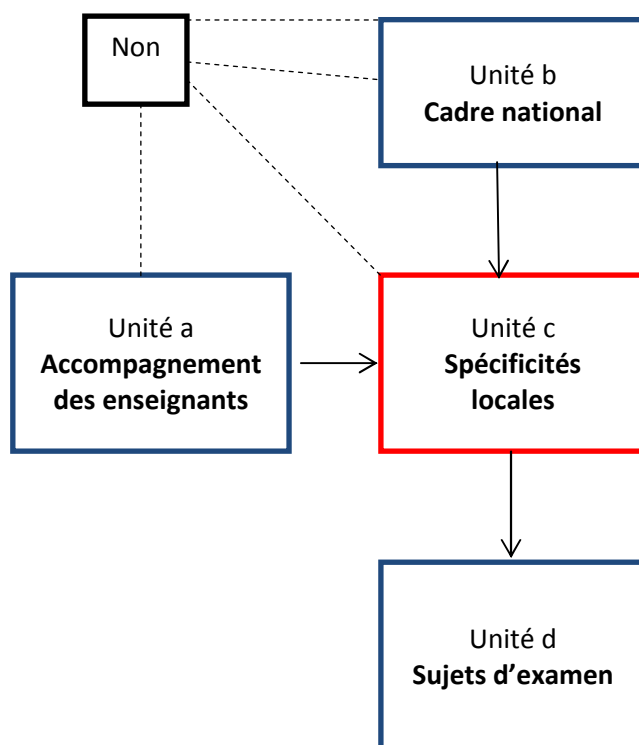 Non
Unité b
Cadre national
Unité a
Accompagnement
des enseignants
Unité c
Spécificités
locales
Unité d
Sujets d’examen